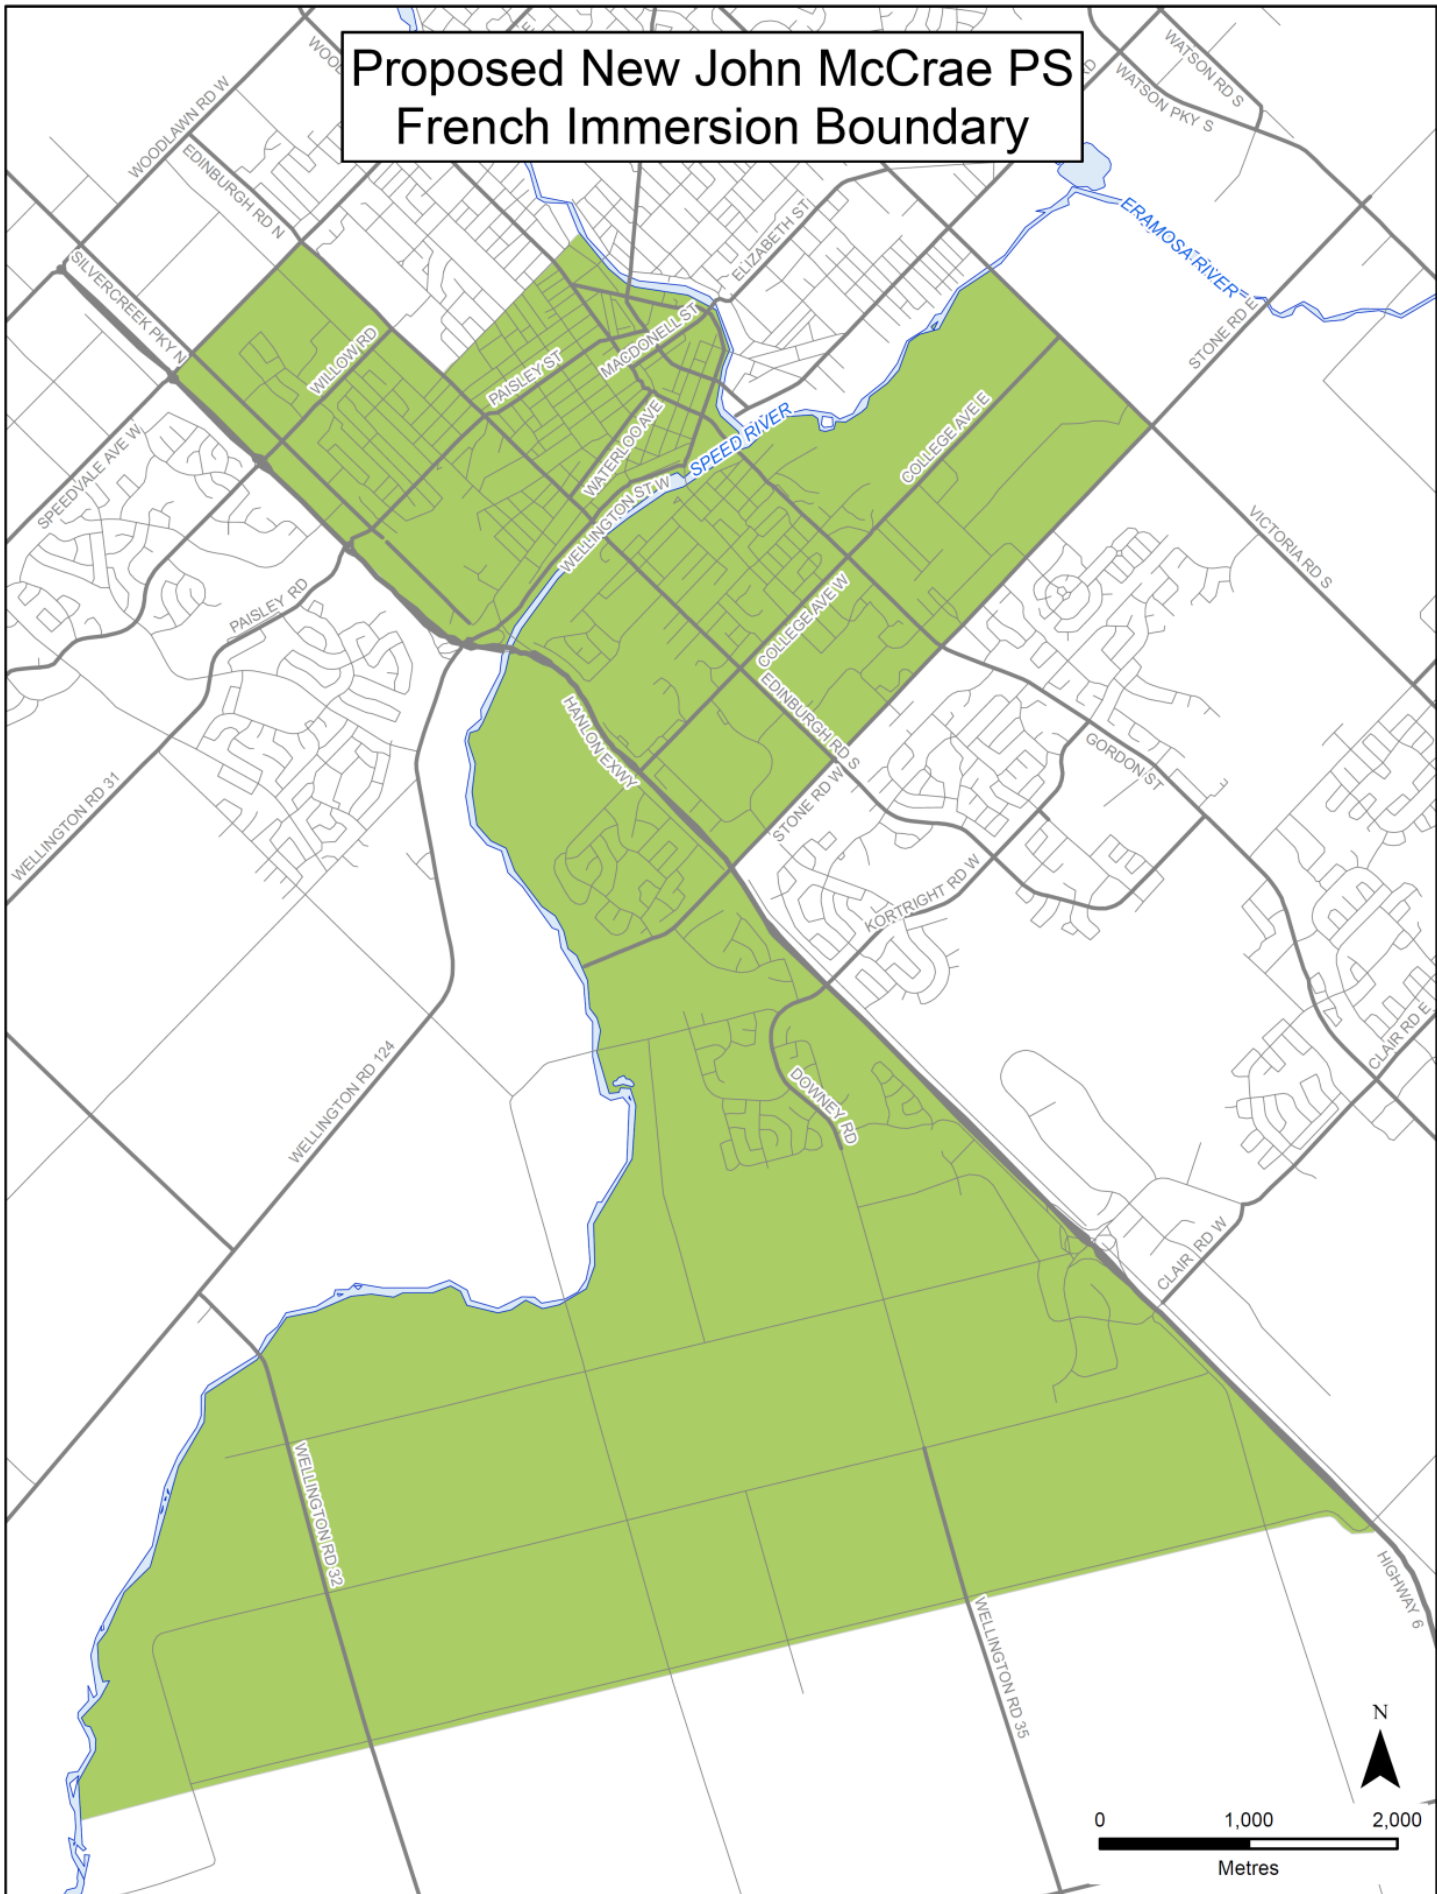 Proposed New John McCrae PS
French Immersion Boundary
WOODLAWN RD W
EDINBURGH RD N
WATSON RD S
WATSON PKY S
ELIZABETH ST
ERAMOSA RIVER
STONE RD E
SILVERCREEK PKY N
WILLOW RD
PAISLEY ST
MACDONELL ST
WATERLOO AVE
SPEED RIVER
COLLEGE AVE E
SPEEDVALE AVE W
WELLINGTON ST W
VICTORIA RD S
PAISLEY RD
COLLEGE AVE W
EDINBURGH RD S
HANLON EXWY
GORDON ST
STONE RD W
WELLINGTON RD 31
KORTRIGHT RD W
CLAIR RD E
WELLINGTON RD 124
DOWNEY RD
CLAIR RD W
WELLINGTON RD 32
HIGHWAY 6
WELLINGTON RD 35
N
0 1,000 2,000
Metres